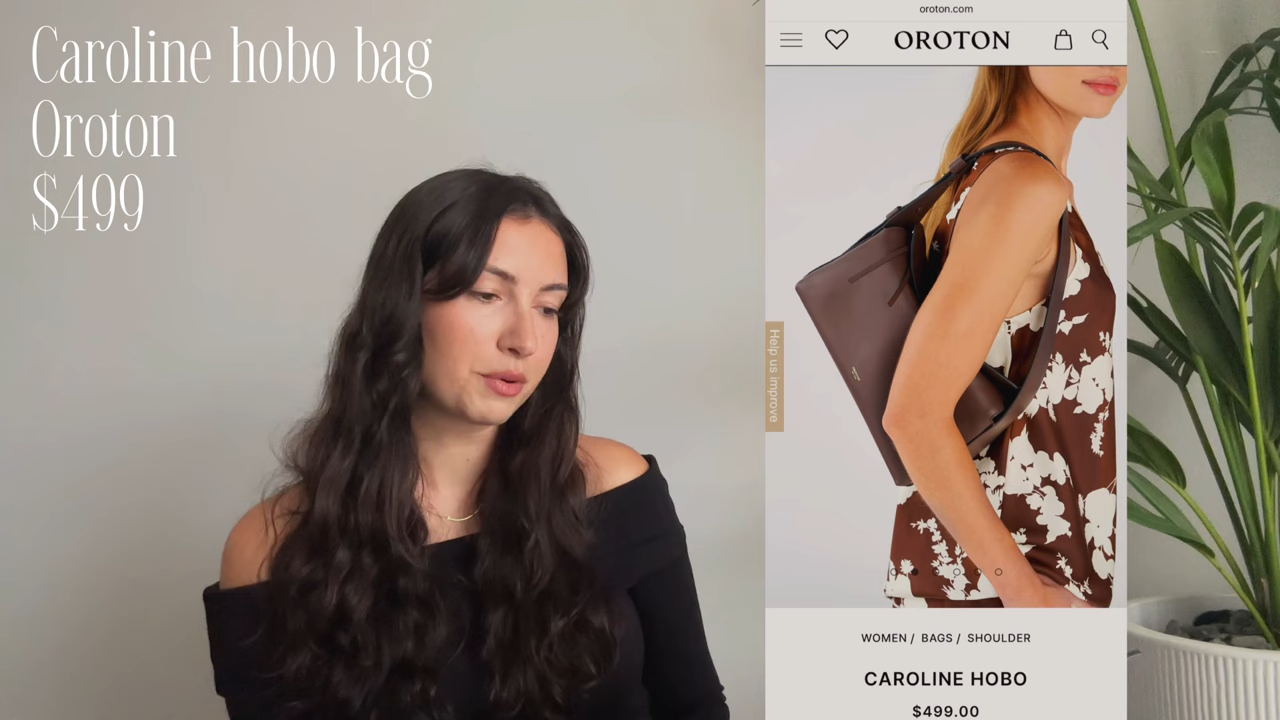 Caroline hobo bag
Oroton
$499
oroton.com
OROTON
Help us improve
WOMEN / BAGS / SHOULDER
CAROLINE HOBO
$499.00